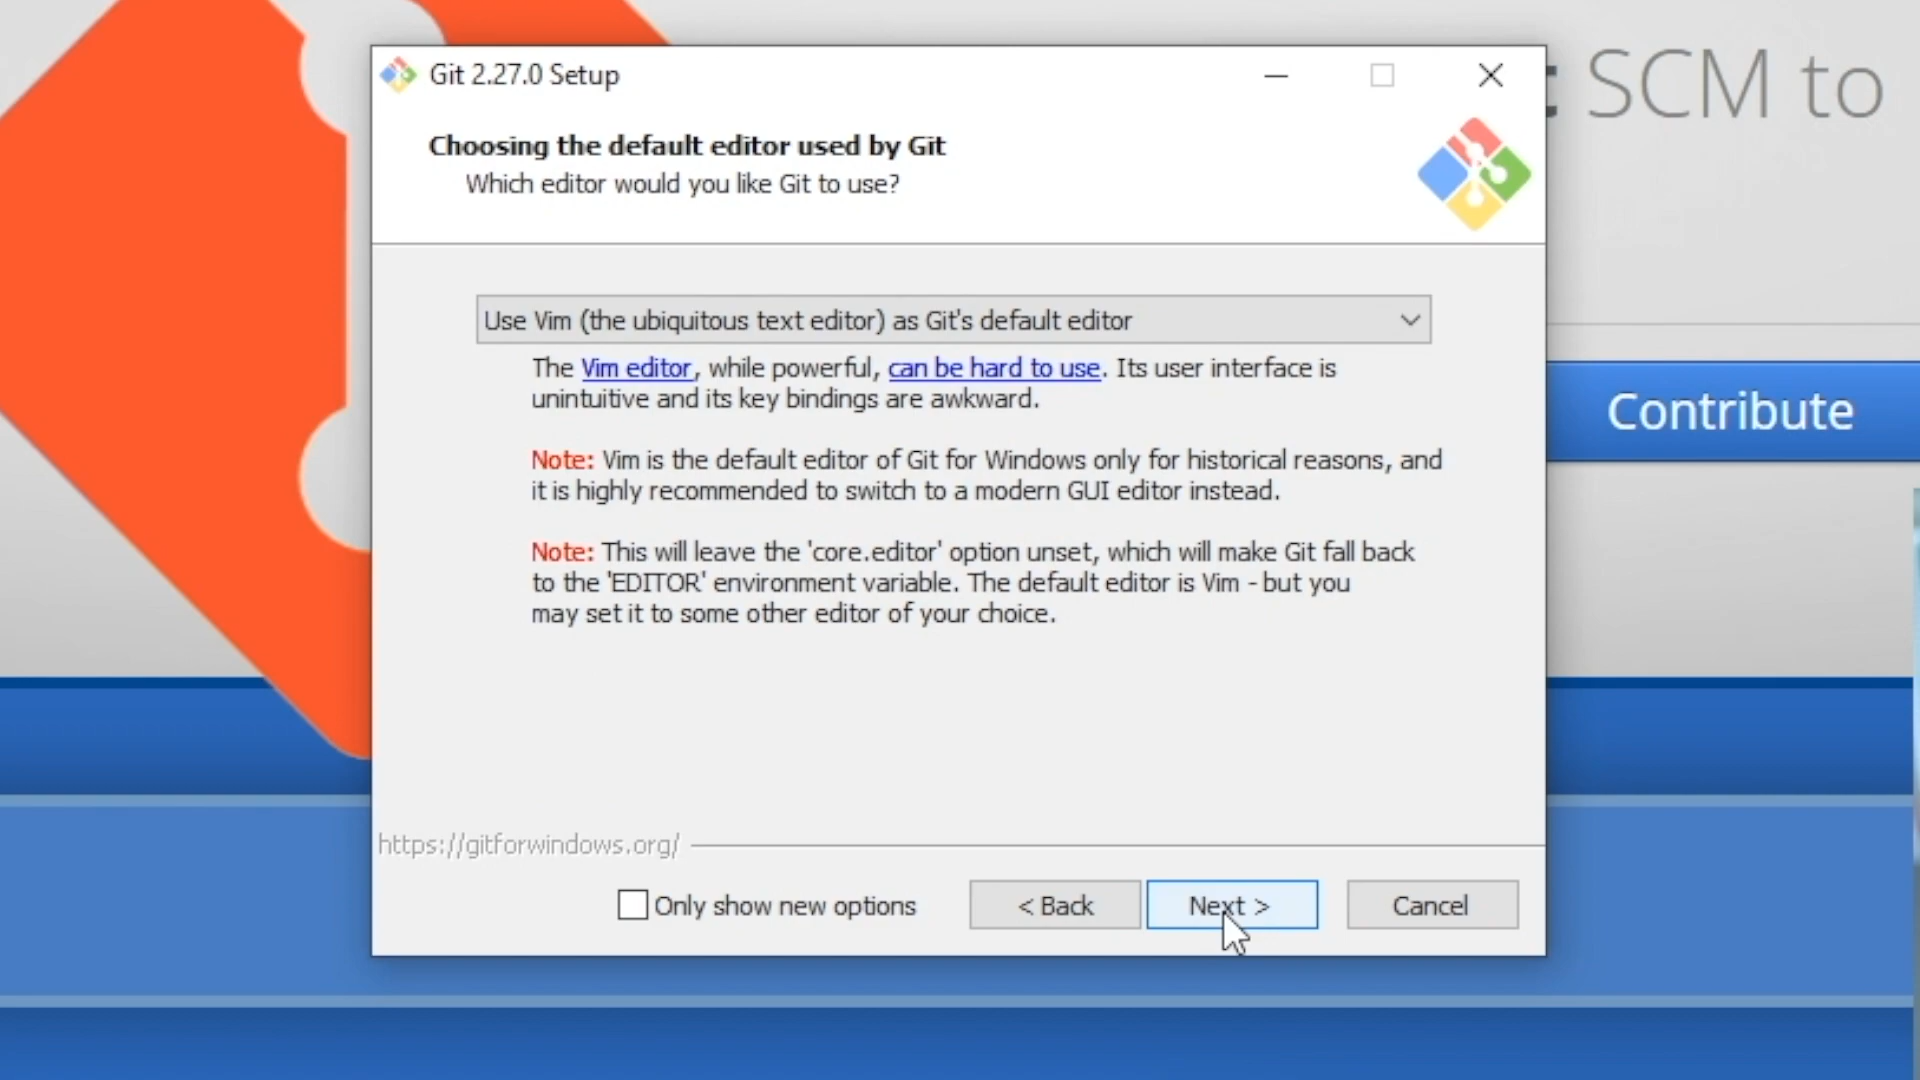 Git 2.27.0 Setup
: SCM to
Choosing the default editor used by Git
Which editor would you like Git to use?
Use Vim (the ubiquitous text editor) as Git's default editor
The Vim editor, while powerful, can be hard to use. Its user interface is
unintuitive and its key bindings are awkward.
Contribute
Note: Vim is the default editor of Git for Windows only for historical reasons, and
it is highly recommended to switch to a modern GUI editor instead.
Note: This will leave the 'core.editor' option unset, which will make Git fall back
to the 'EDITOR' environment variable. The default editor is Vim - but you
may set it to some other editor of your choice.
https://gitforwindows.org/
Only show new options
< Back
Next >
Cancel